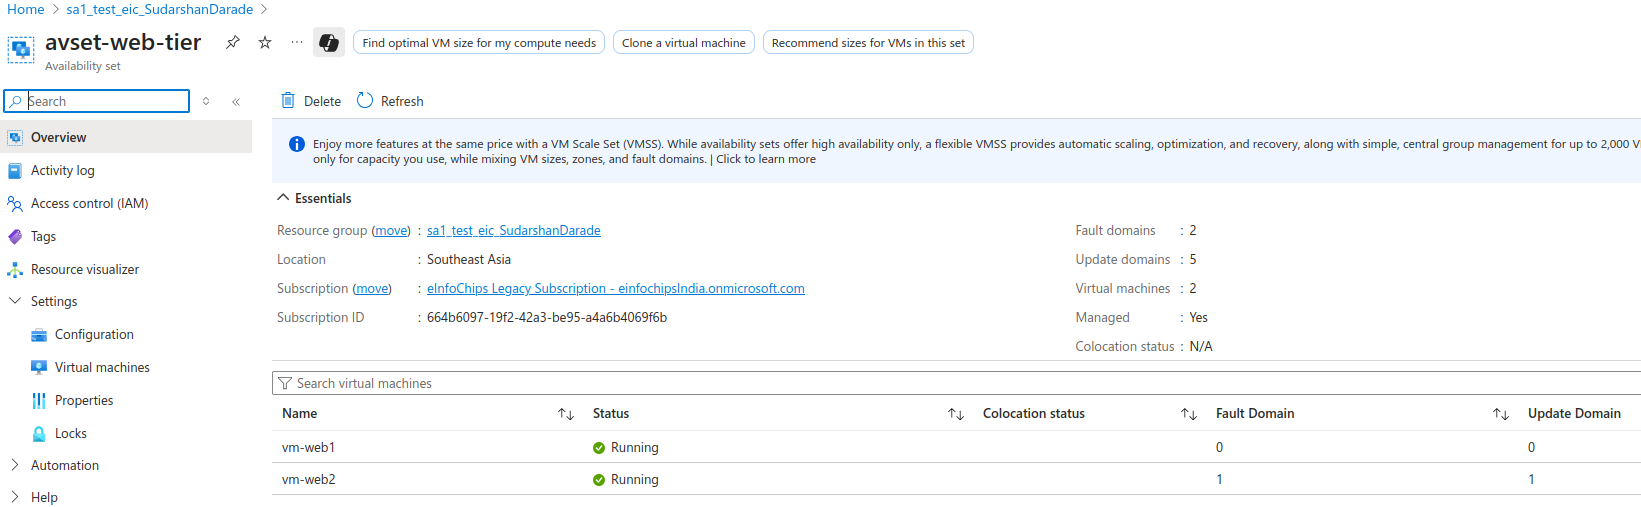 Home > sa1_test_eic_SudarshanDarade >
avset-web-tier
Availability set
Find optimal VM size for my compute needs
Clone a virtual machine
Recommend sizes for VMs in this set
Search
Delete Refresh
Overview
Activity log
Access control (IAM)
Tags
Resource visualizer
Settings
Configuration
Virtual machines
Properties
Locks
Automation
Help
Enjoy more features at the same price with a VM Scale Set (VMSS). While availability sets offer high availability only, a flexible VMSS provides automatic scaling, optimization, and recovery, along with simple, central group management for up to 2,000
only for capacity you use, while mixing VM sizes, zones, and fault domains. | Click to learn more
Essentials
Resource group (move) : sa1_test_eic_SudarshanDarade
Location : Southeast Asia
Subscription (move) : eInfoChips Legacy Subscription - einfochipsIndia.onmicrosoft.com
Subscription ID : 664b6097-19f2-42a3-be95-a4a6b4069f6b
Fault domains : 2
Update domains : 5
Virtual machines : 2
Managed : Yes
Colocation status : N/A
Search virtual machines
Name Status Colocation status Fault Domain Update Domain
vm-web1 Running 0 0
vm-web2 Running 1 1